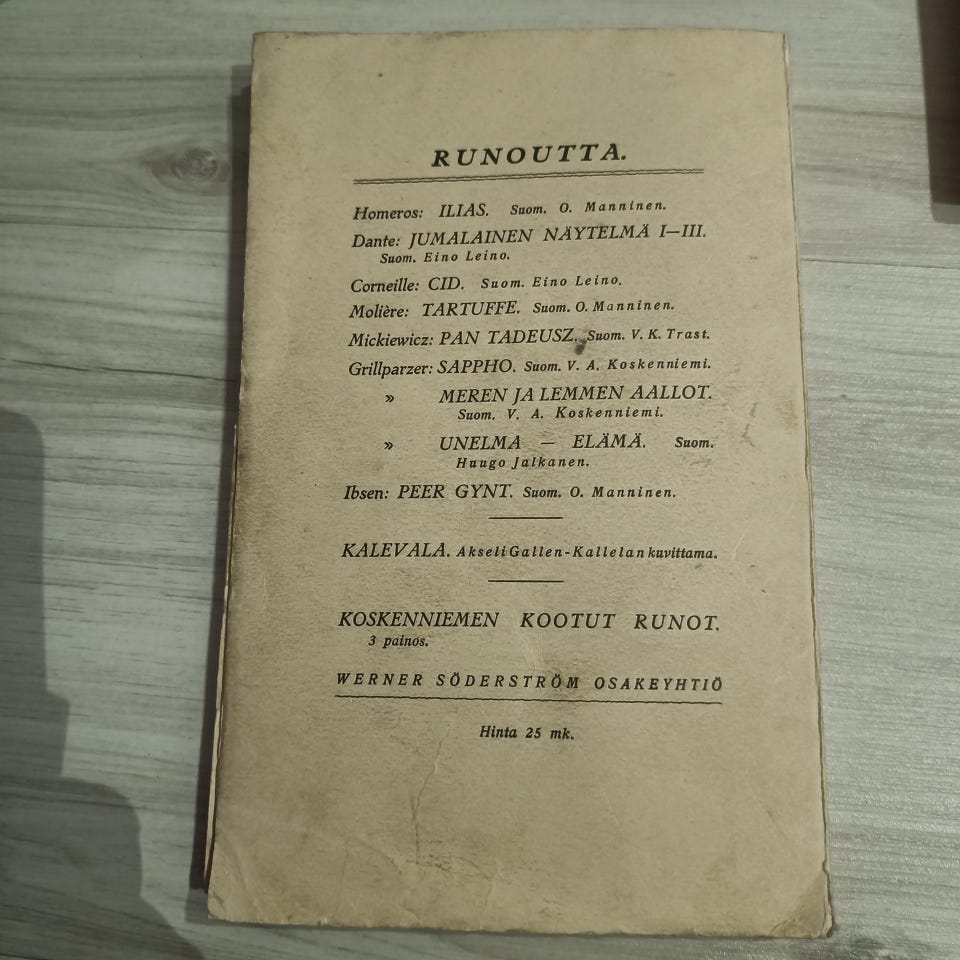 RUNOUTTA.
Homeros: ILIAS. Suom. O. Manninen.
Dante: JUMALAINEN NÄYTELMÄ I—III.
Suom. Eino Leino.
Corneille: CID. Suom. Eino Leino.
Molière: TARTUFFE. Suom. O. Manninen.
Mickiewicz: PAN TADEUSZ. Suom. V. K. Trast.
Grillparzer: SAPPHO. Suom. V. A. Koskenniemi.
» MEREN JA LEMMEN AALLOT.
Suom. V. A. Koskenniemi.
» UNELMA — ELÄMÄ. Suom.
Huugo Jalkanen.
Ibsen: PEER GYNT. Suom. O. Manninen.
KALEVALA. Akseli Gallen-Kallelan kuvittama.
KOSKENNIEMEN KOOTUT RUNOT.
3 painos.
WERNER SÖDERSTRÖM OSAKEYHTIÖ
Hinta 25 mk.